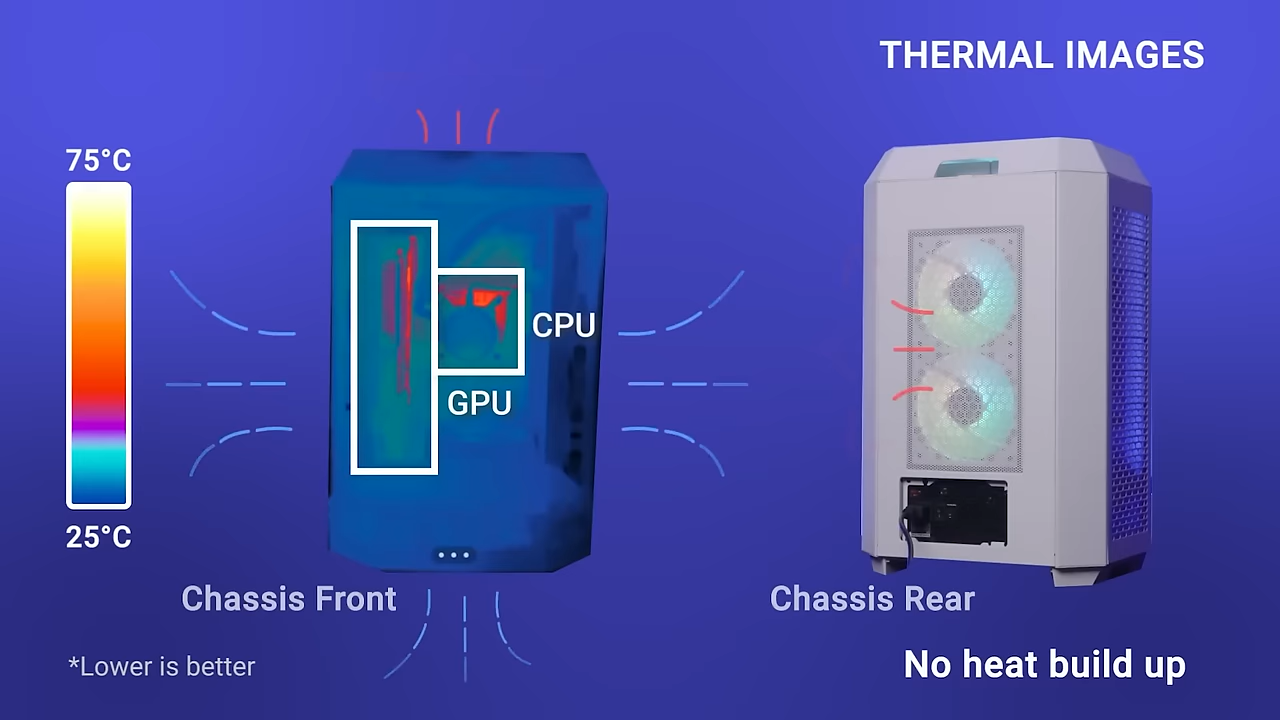 THERMAL IMAGES
75°C
CPU
GPU
25°C
Chassis Front
Chassis Rear
*Lower is better
No heat build up